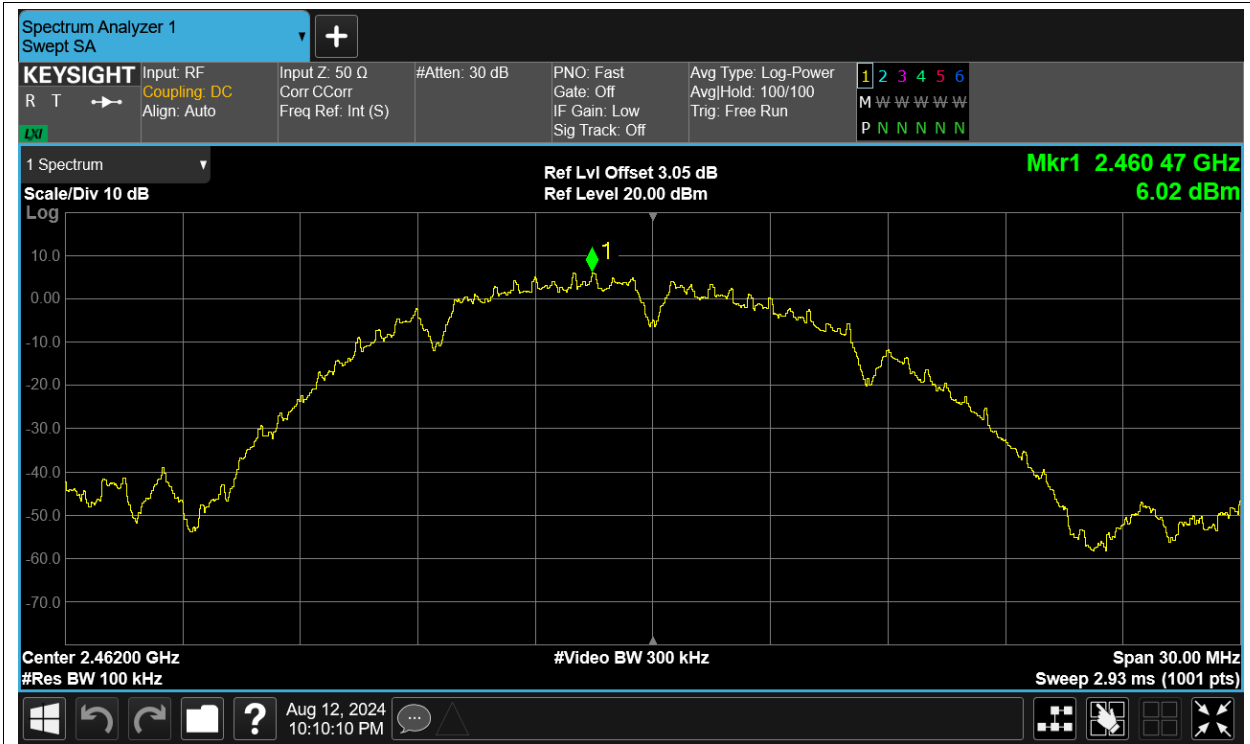 Spectrum Analyzer 1
Swept SA
KEYSIGHT
R T
LXI
Input: RF
Coupling: DC
Align: Auto
Input Z: 50 Ω
Corr CCorr
Freq Ref: Int (S)
#Atten: 30 dB
PNO: Fast
Gate: Off
IF Gain: Low
Sig Track: Off
Avg Type: Log-Power
Avg|Hold: 100/100
Trig: Free Run
1 2 3 4 5 6
M W W W W W
P N N N N N
1 Spectrum
Scale/Div 10 dB
Log
Ref Lvl Offset 3.05 dB
Ref Level 20.00 dBm
Mkr1 2.460 47 GHz
6.02 dBm
1
10.0
0.00
-10.0
-20.0
-30.0
-40.0
-50.0
-60.0
-70.0
Center 2.46200 GHz
#Res BW 100 kHz
#Video BW 300 kHz
Span 30.00 MHz
Sweep 2.93 ms (1001 pts)
?
Aug 12, 2024
10:10:10 PM